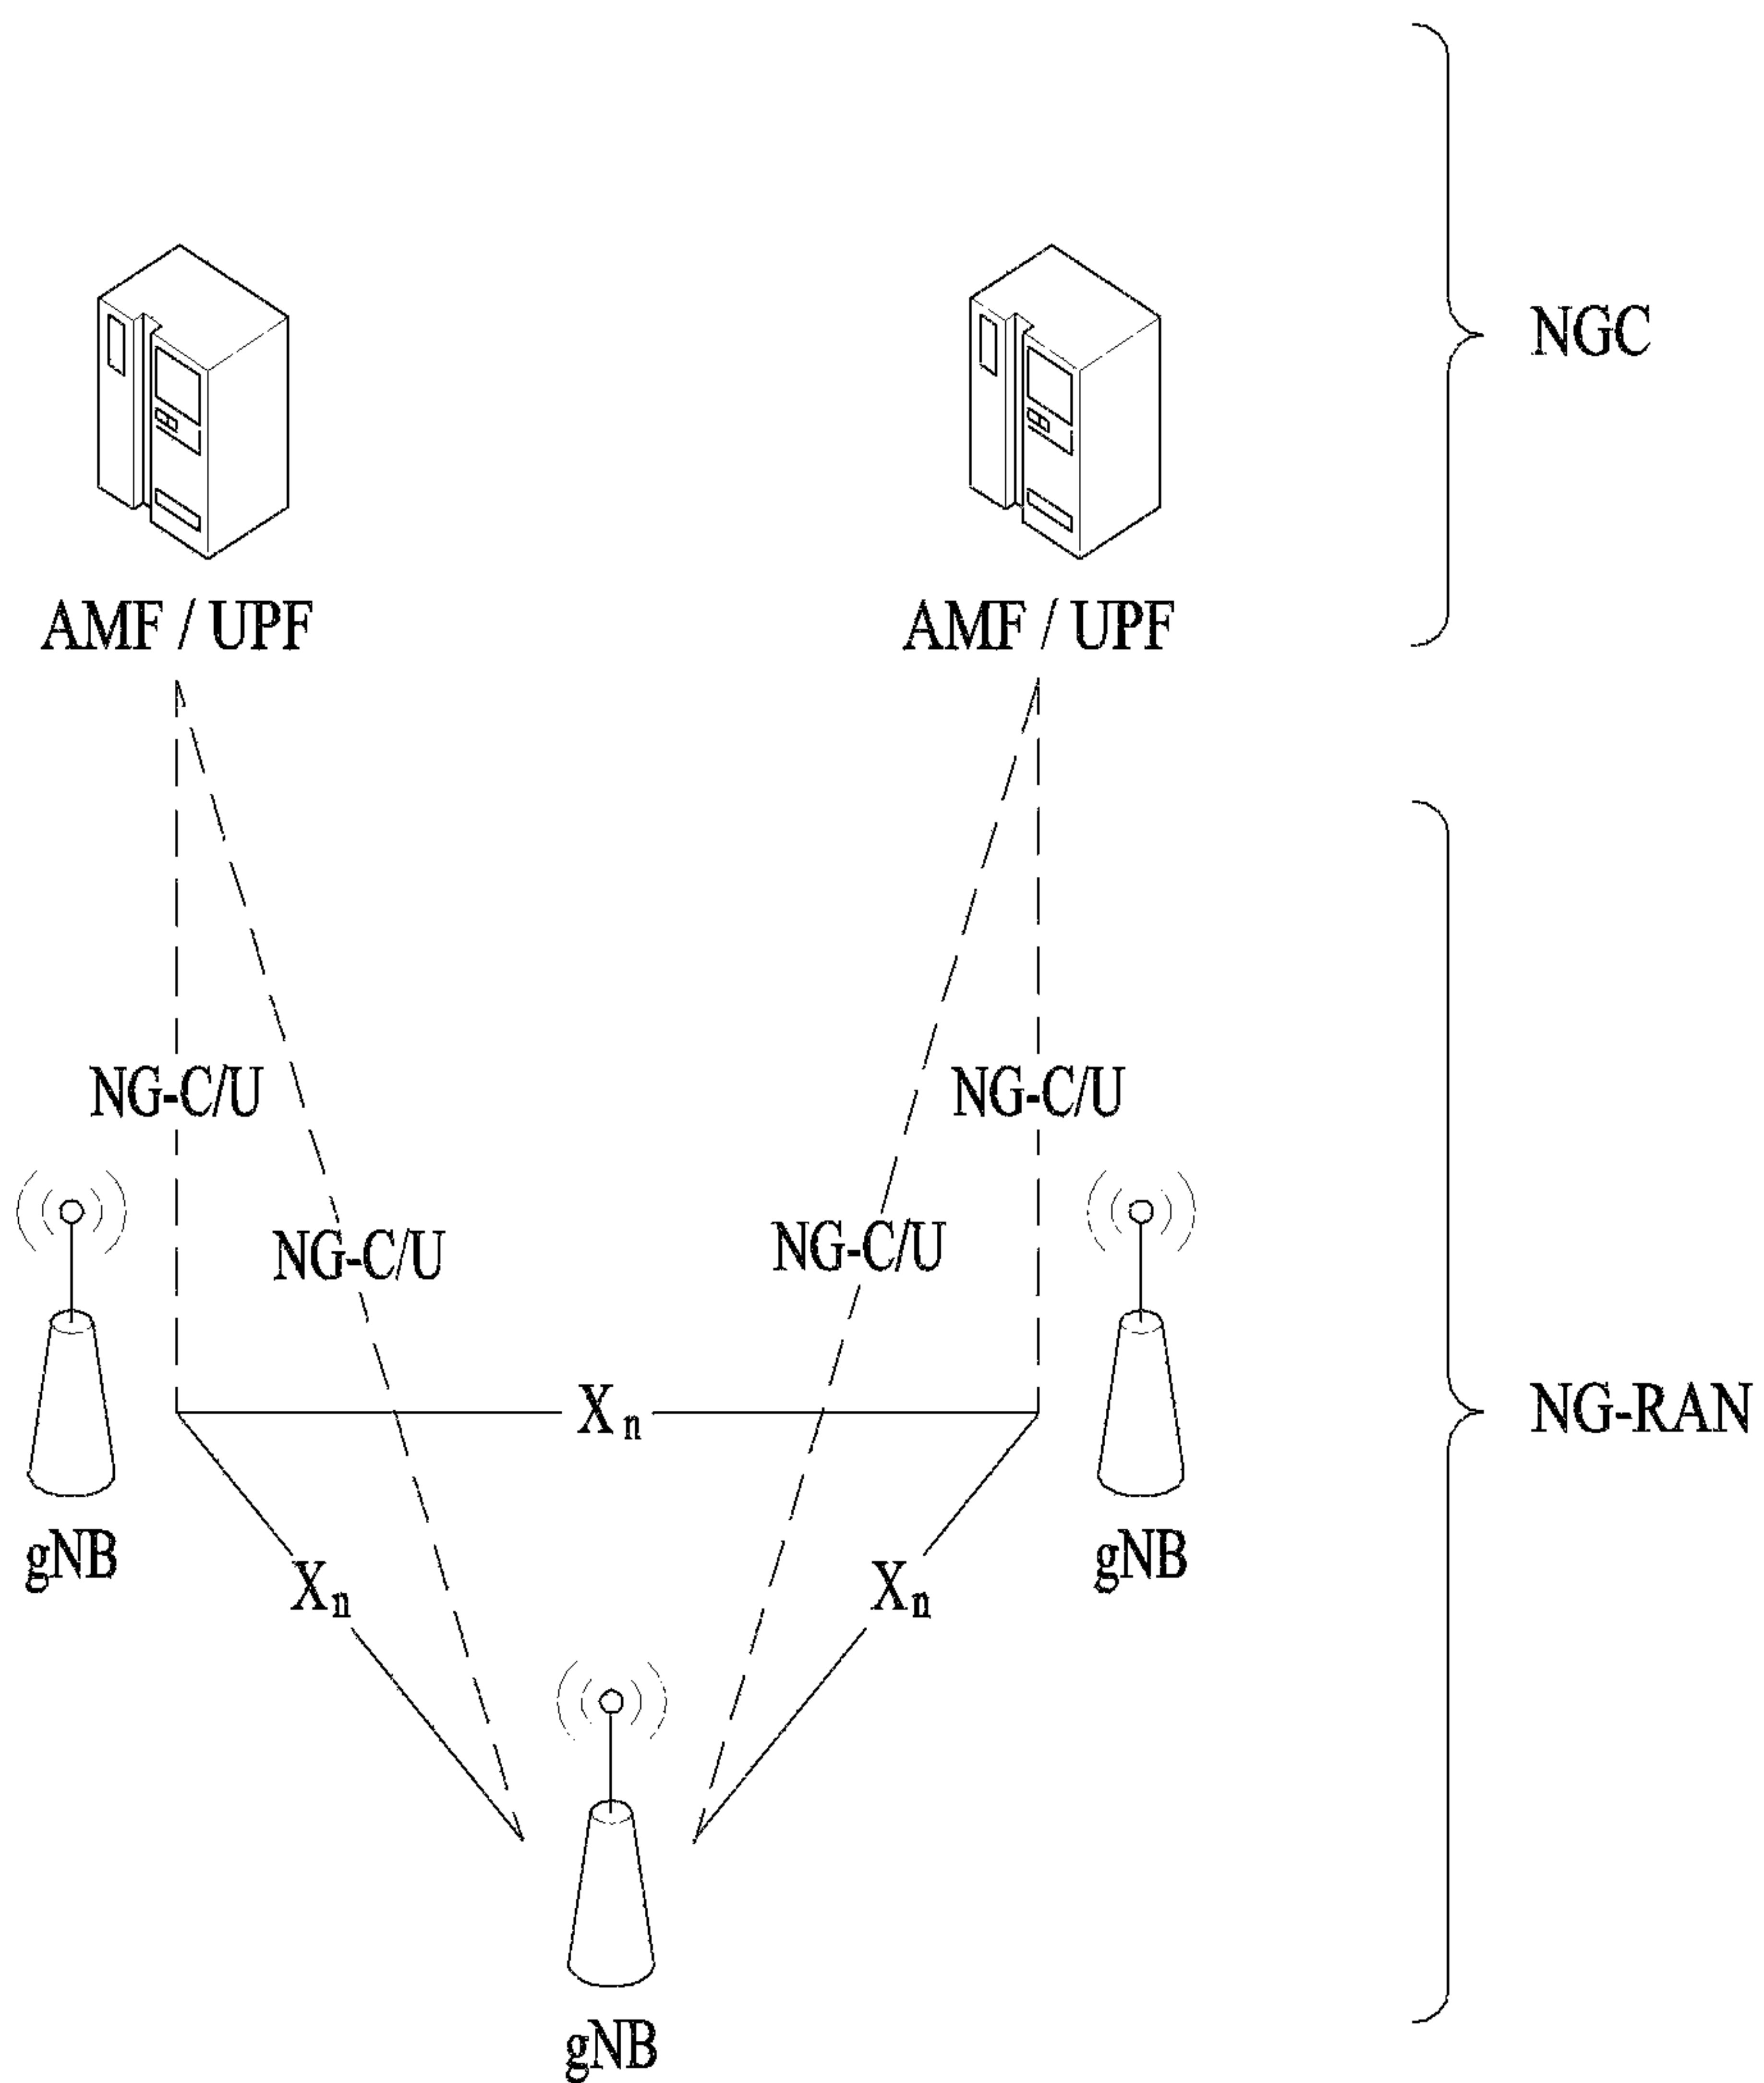 NGC
AMF / UPF
AMF / UPF
NG-C/U
NG-C/U
NG-C/U
NG-C/U
Xn
NG-RAN
gNB
gNB
Xn
Xn
gNB